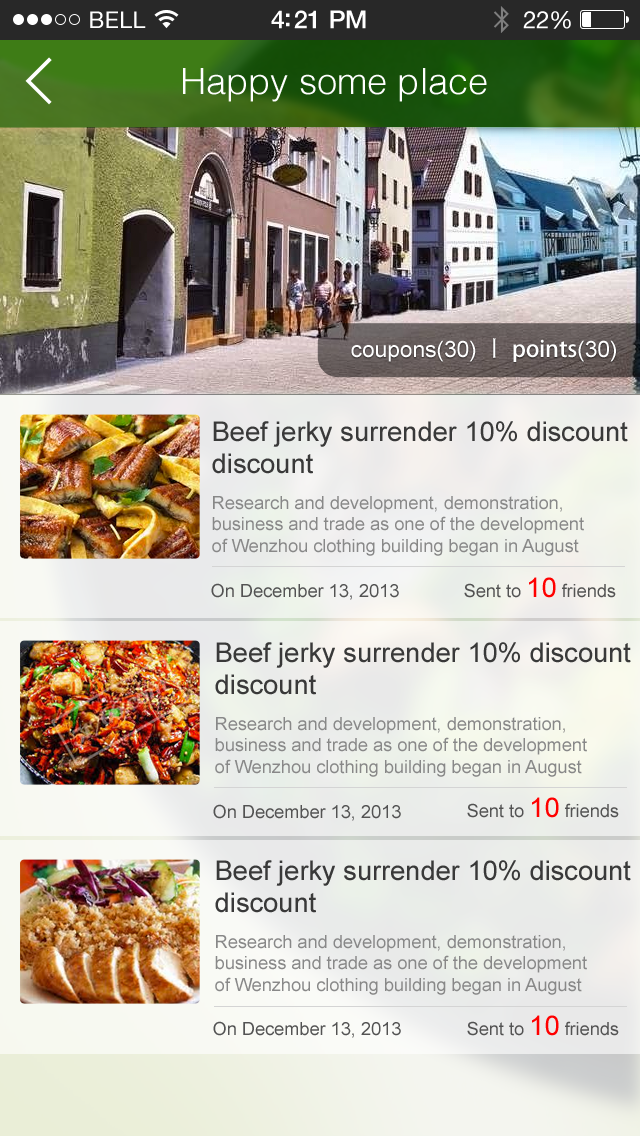 BELL 4:21 PM 22%
Happy some place
coupons(30) | points(30)
Beef jerky surrender 10% discount
discount
Research and development, demonstration,
business and trade as one of the development
of Wenzhou clothing building began in August
On December 13, 2013 Sent to 10 friends
Beef jerky surrender 10% discount
discount
Research and development, demonstration,
business and trade as one of the development
of Wenzhou clothing building began in August
On December 13, 2013 Sent to 10 friends
Beef jerky surrender 10% discount
discount
Research and development, demonstration,
business and trade as one of the development
of Wenzhou clothing building began in August
On December 13, 2013 Sent to 10 friends